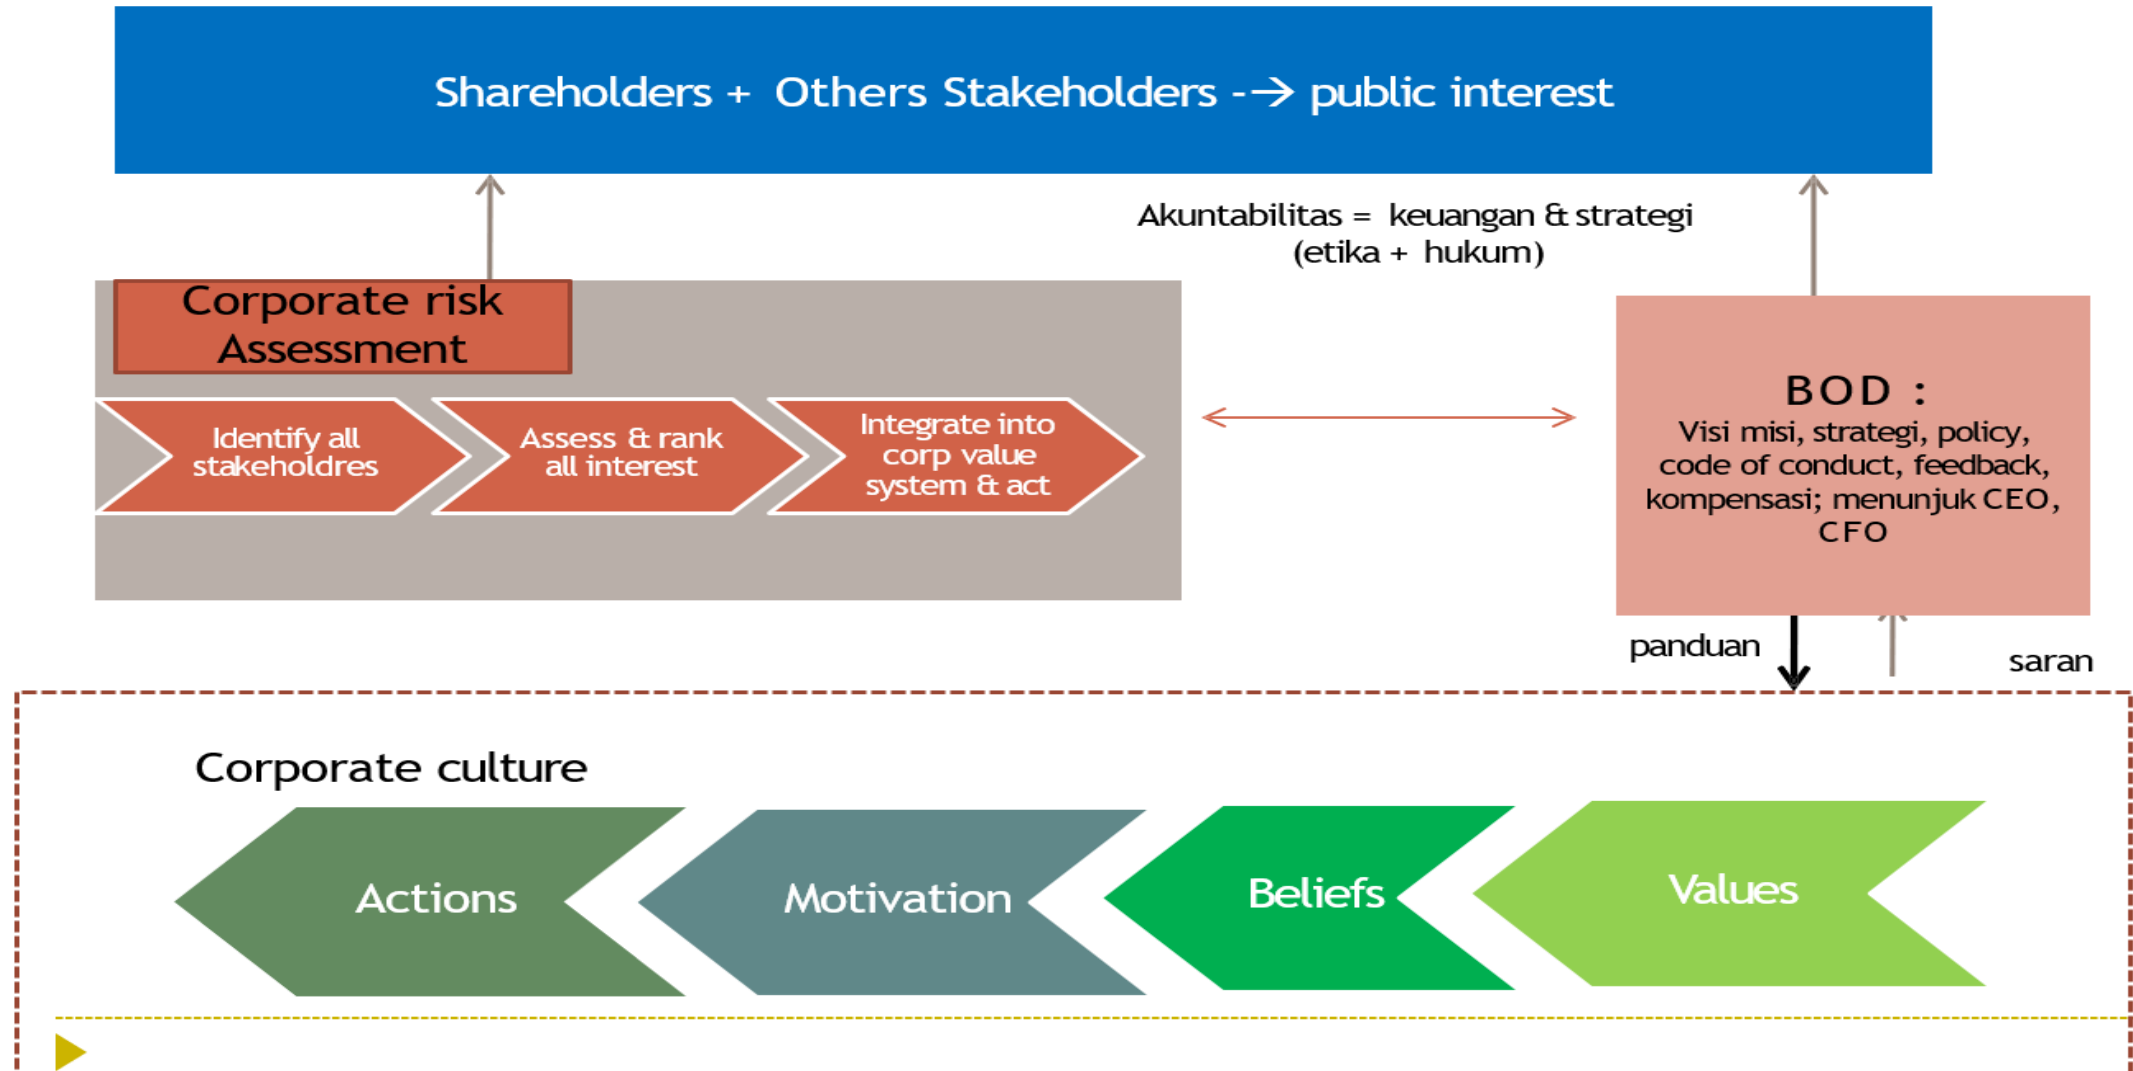 Shareholders + Others Stakeholders -→ public interest
Akuntabilitas = keuangan & strategi
(etika + hukum)
Corporate risk
Assessment
Identify all
stakeholdres
Assess & rank
all interest
Integrate into
corp value
system & act
BOD :
Visi misi, strategi, policy,
code of conduct, feedback,
kompensasi; menunjuk CEO,
CFO
panduan
saran
Corporate culture
Actions
Motivation
Beliefs
Values